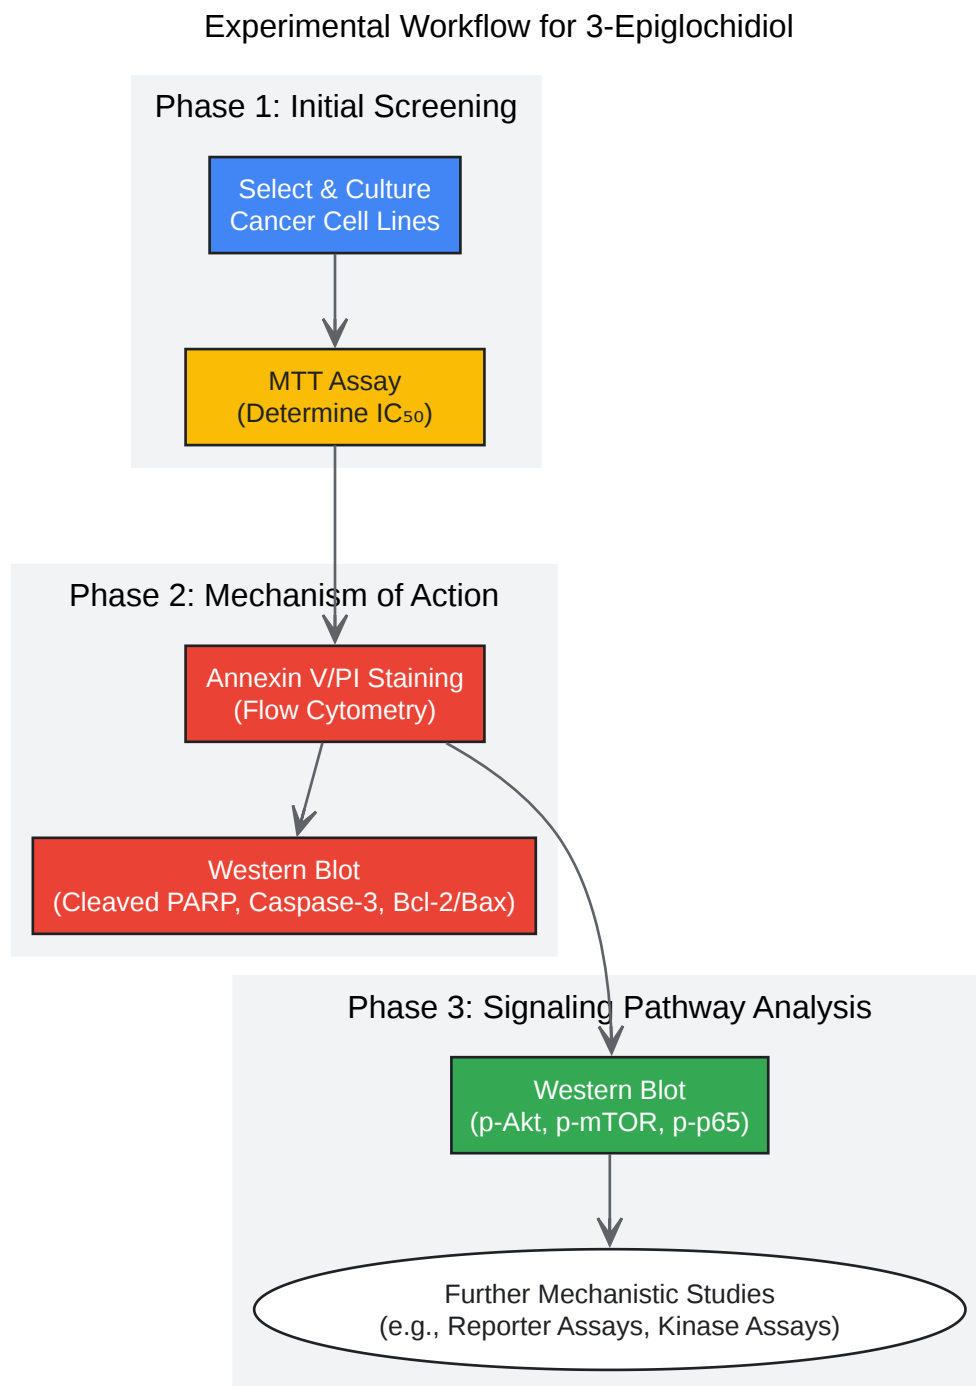 Experimental Workflow for 3-Epiglochidiol
Phase 1: Initial Screening
Select & Culture
Cancer Cell Lines
MTT Assay
(Determine IC₅₀)
Phase 2: Mechanism of Action
Annexin V/PI Staining
(Flow Cytometry)
Western Blot
(Cleaved PARP, Caspase-3, Bcl-2/Bax)
Phase 3: Signaling Pathway Analysis
Western Blot
(p-Akt, p-mTOR, p-p65)
Further Mechanistic Studies
(e.g., Reporter Assays, Kinase Assays)